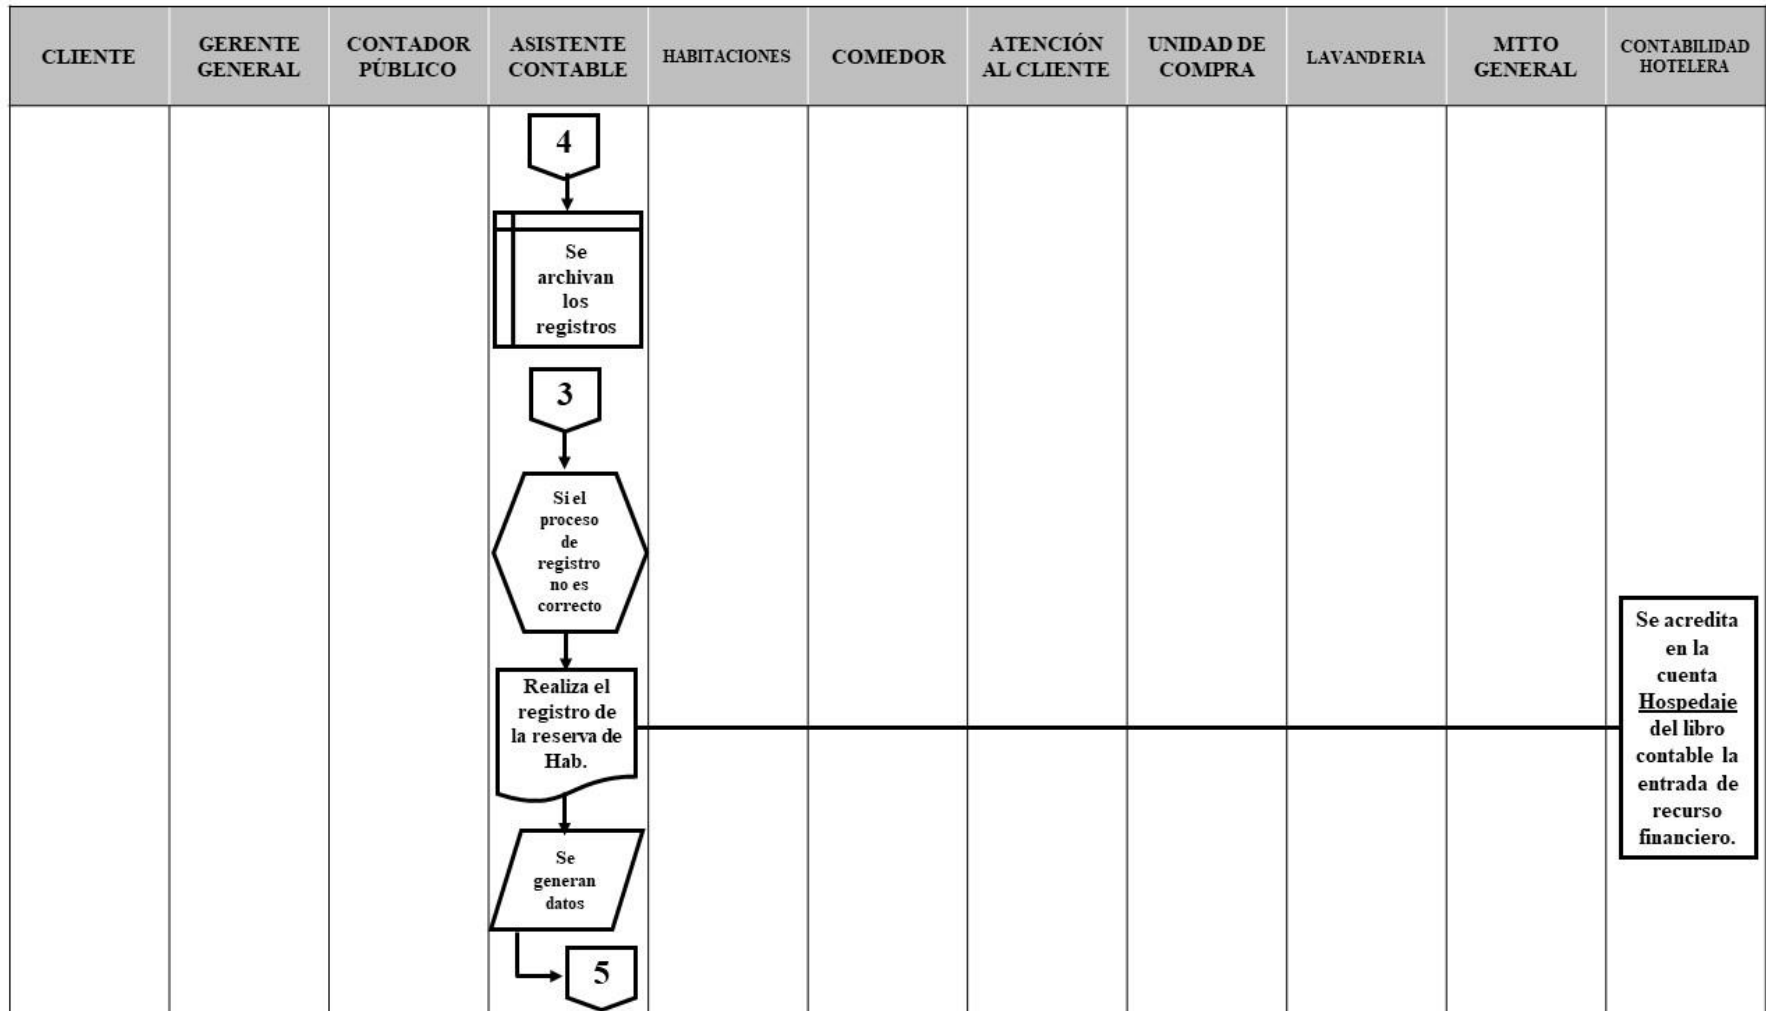 CLIENTE
GERENTE
GENERAL
CONTADOR
PÚBLICO
ASISTENTE
CONTABLE
HABITACIONES
COMEDOR
ATENCIÓN
AL CLIENTE
UNIDAD DE
COMPRA
LAVANDERIA
MTTO
GENERAL
CONTABILIDAD
HOTELERA
4
Se
archivan
los
registros
3
Si el
proceso
de
registro
no es
correcto
Realiza el
registro de
la reserva de
Hab.
Se
generan
datos
5
Se acredita
en la
cuenta
Hospedaje
del libro
contable la
entrada de
recurso
financiero.